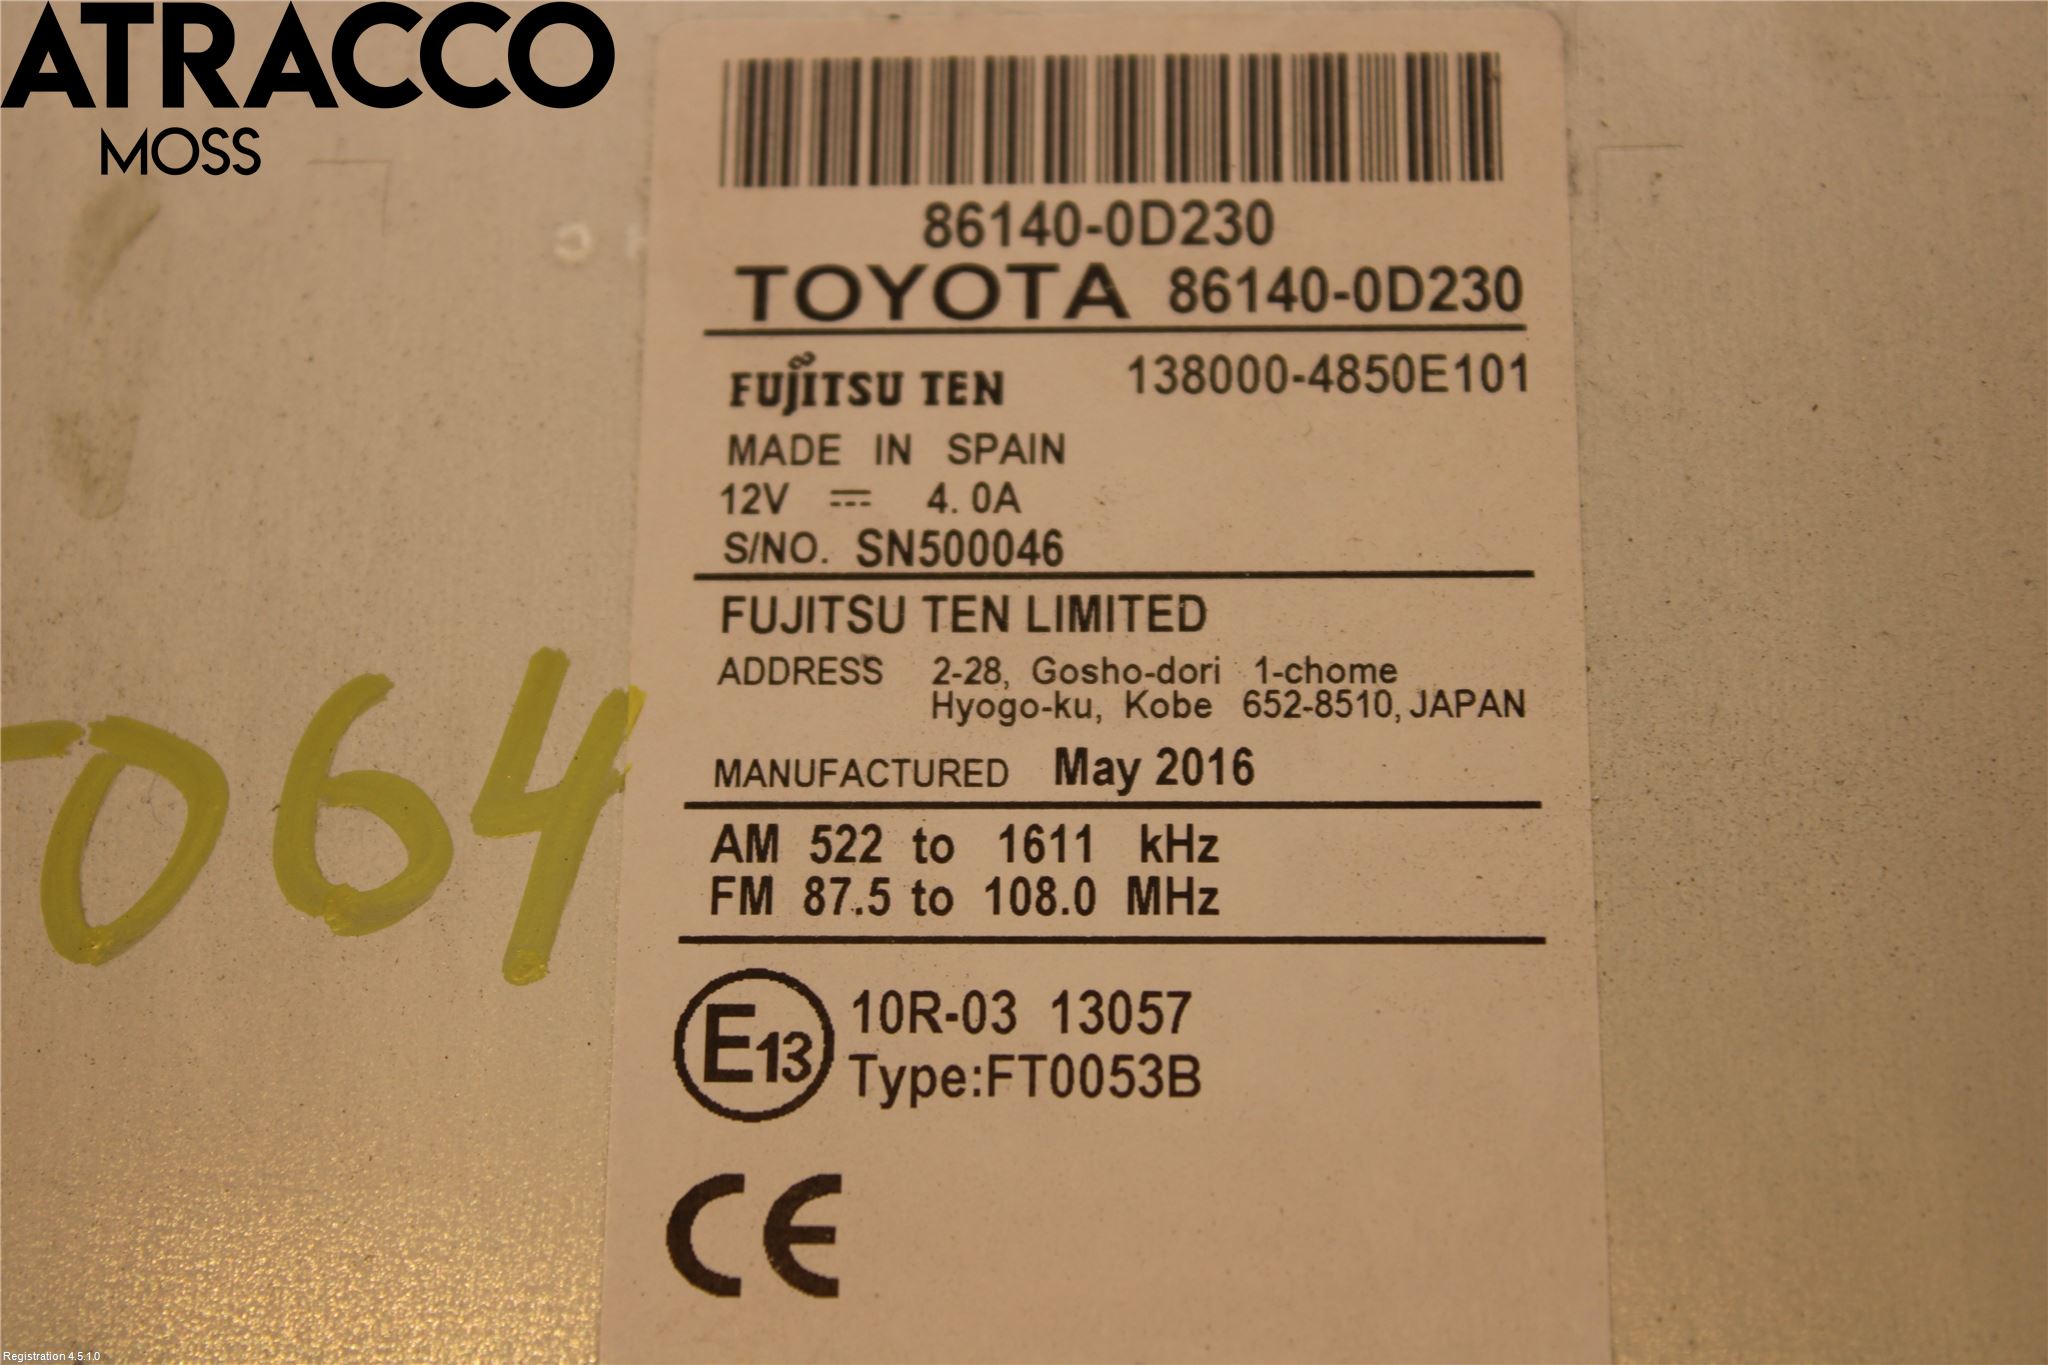 ATRACCO
MOSS
86140-0D230
TOYOTA 86140-0D230
FUJITSU TEN 138000-4850E101
MADE IN SPAIN
12V ⎓ 4.0A
S/NO. SN500046
FUJITSU TEN LIMITED
ADDRESS 2-28, Gosho-dori 1-chome
Hyogo-ku, Kobe 652-8510, JAPAN
MANUFACTURED May 2016
AM 522 to 1611 kHz
FM 87.5 to 108.0 MHz
E13 10R-03 13057
Type:FT0053B
CE
-064
Registration 4.5.1.0